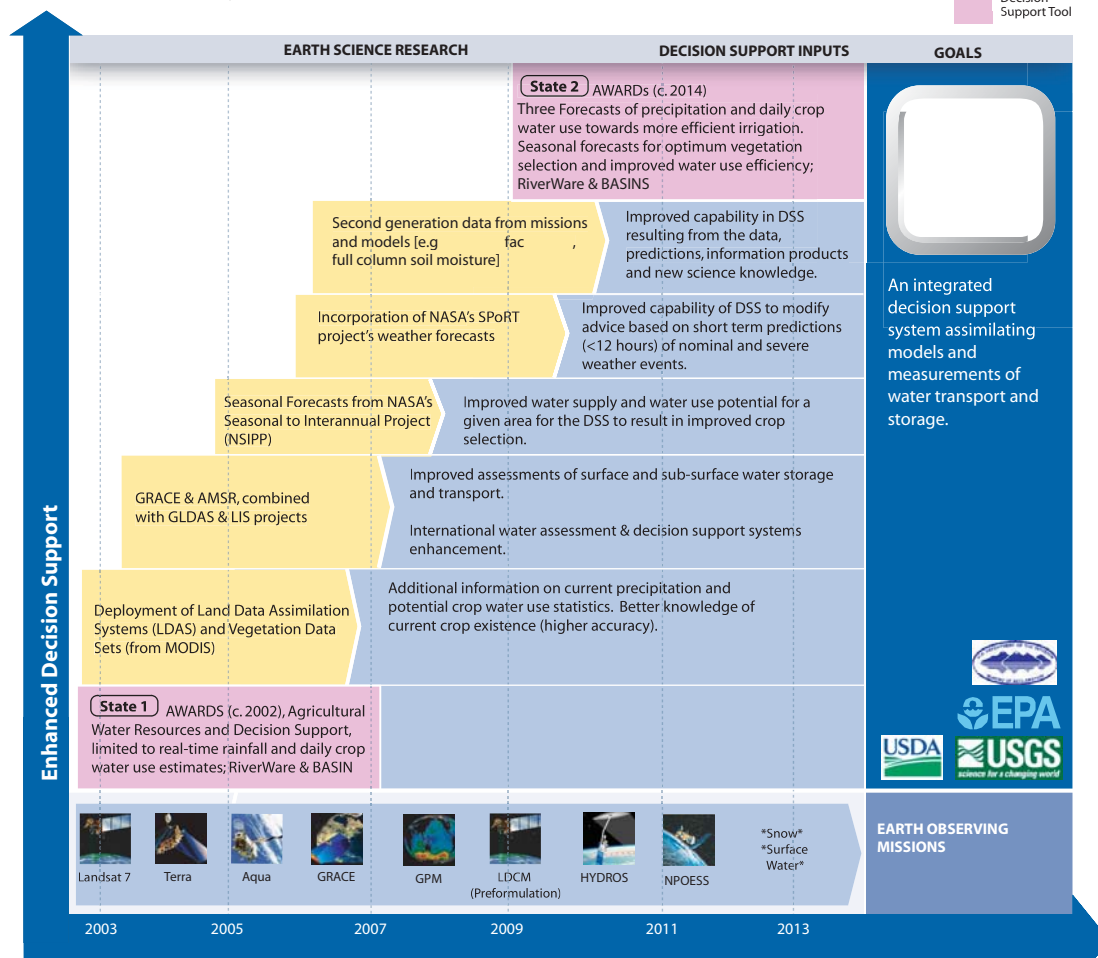 Support Tool
EARTH SCIENCE RESEARCH
DECISION SUPPORT INPUTS
GOALS
State 2 AWARDs (c. 2014)
Three Forecasts of precipitation and daily crop
water use towards more efficient irrigation.
Seasonal forecasts for optimum vegetation
selection and improved water use efficiency;
RiverWare & BASINS
Second generation data from missions
and models [e.g fac ,
full column soil moisture]
Improved capability in DSS
resulting from the data,
predictions, information products
and new science knowledge.
An integrated
decision support
system assimilating
models and
measurements of
water transport and
storage.
Incorporation of NASA's SPoRT
project's weather forecasts
Improved capability of DSS to modify
advice based on short term predictions
(<12 hours) of nominal and severe
weather events.
Seasonal Forecasts from NASA's
Seasonal to Interannual Project
(NSIPP)
Improved water supply and water use potential for a
given area for the DSS to result in improved crop
selection.
GRACE & AMSR, combined
with GLDAS & LIS projects
Improved assessments of surface and sub-surface water storage
and transport.
International water assessment & decision support systems
enhancement.
Deployment of Land Data Assimilation
Systems (LDAS) and Vegetation Data
Sets (from MODIS)
Additional information on current precipitation and
potential crop water use statistics. Better knowledge of
current crop existence (higher accuracy).
State 1 AWARDS (c. 2002), Agricultural
Water Resources and Decision Support,
limited to real-time rainfall and daily crop
water use estimates; RiverWare & BASIN
Enhanced Decision Support
EPA
USDA
USGS
science for a changing world
Landsat 7
Terra
Aqua
GRACE
GPM
LDCM
(Preformulation)
HYDROS
NPOESS
*Snow*
*Surface
Water*
EARTH OBSERVING
MISSIONS
2003
2005
2007
2009
2011
2013